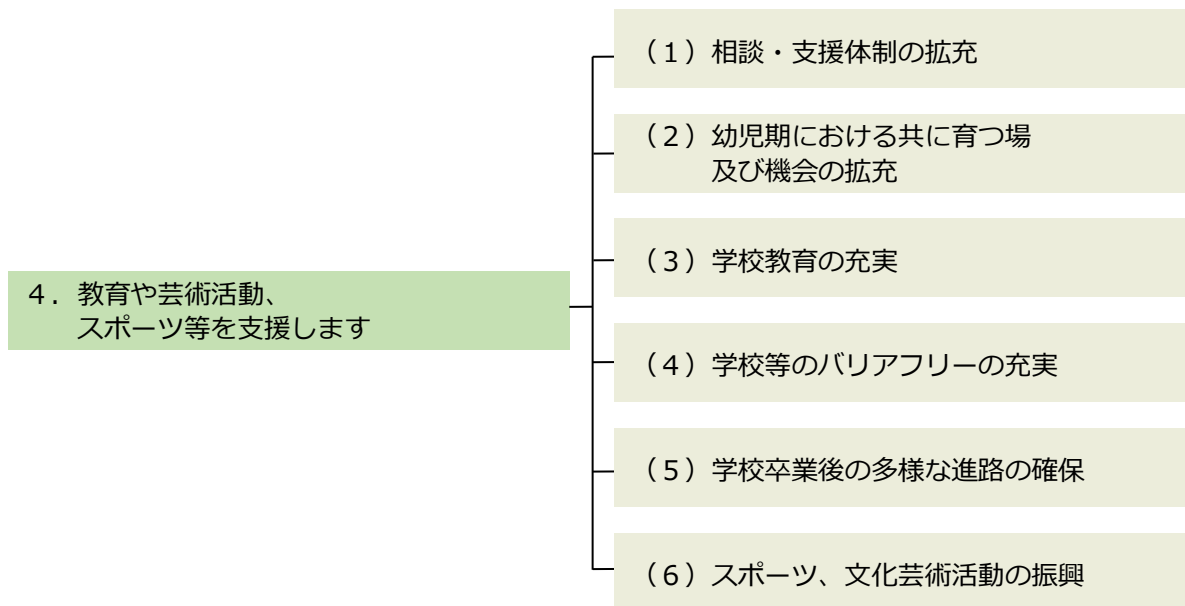 （１）相談・支援体制の拡充
（２）幼児期における共に育つ場
及び機会の拡充
（３）学校教育の充実
４．教育や芸術活動、
スポーツ等を支援します
（４）学校等のバリアフリーの充実
（５）学校卒業後の多様な進路の確保
（６）スポーツ、文化芸術活動の振興